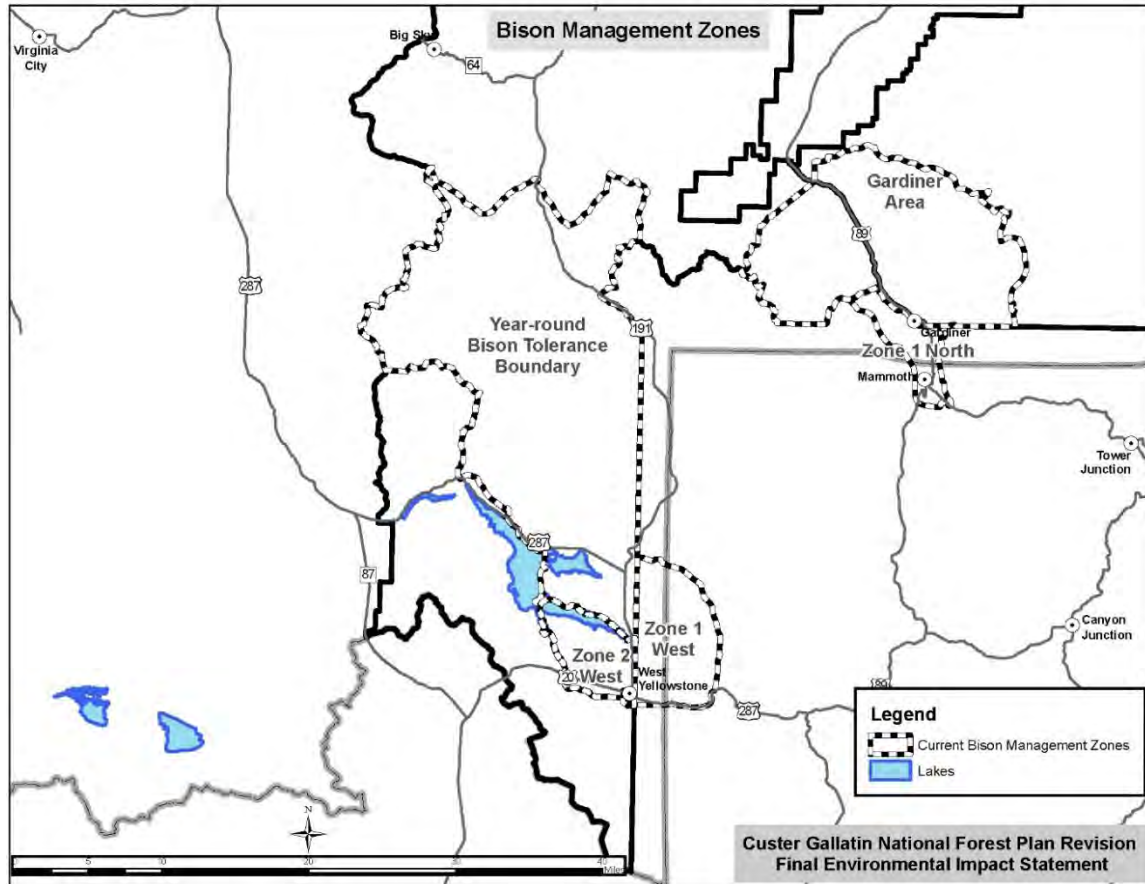 Bison Management Zones
Virginia
City
Big Sky
64
Gardiner
Area
89
287
Year-round
Bison Tolerance
Boundary
191
Gardiner
Zone 1 North
Mammoth
Tower
Junction
287
87
Zone 1
West
Zone 2
West
West
Yellowstone
20
Canyon
Junction
89
287
Legend
Current Bison Management Zones
Lakes
N
0 5 10 20 30 40
Miles
Custer Gallatin National Forest Plan Revision
Final Environmental Impact Statement